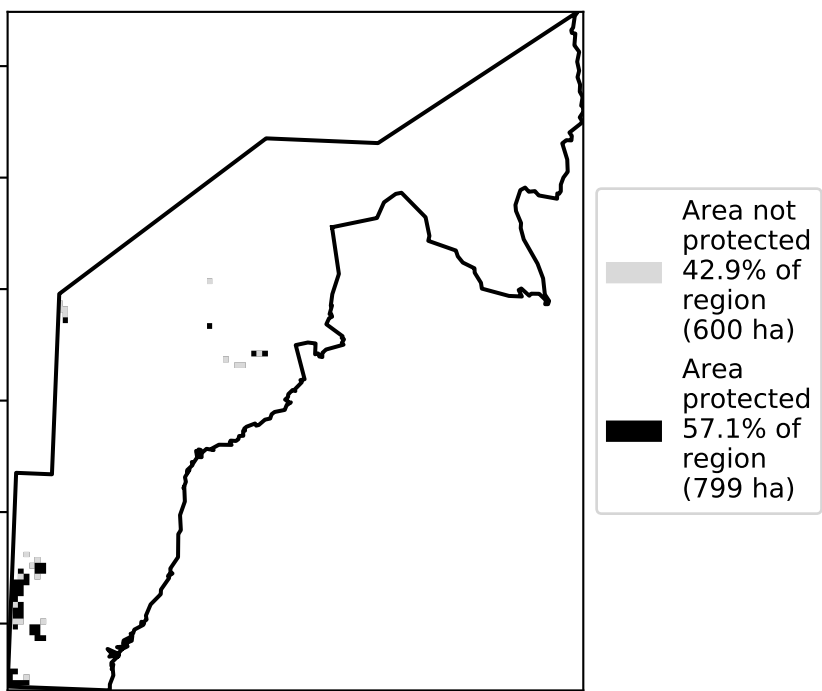 Area not
protected
42.9% of
region
(600 ha)
Area
protected
57.1% of
region
(799 ha)